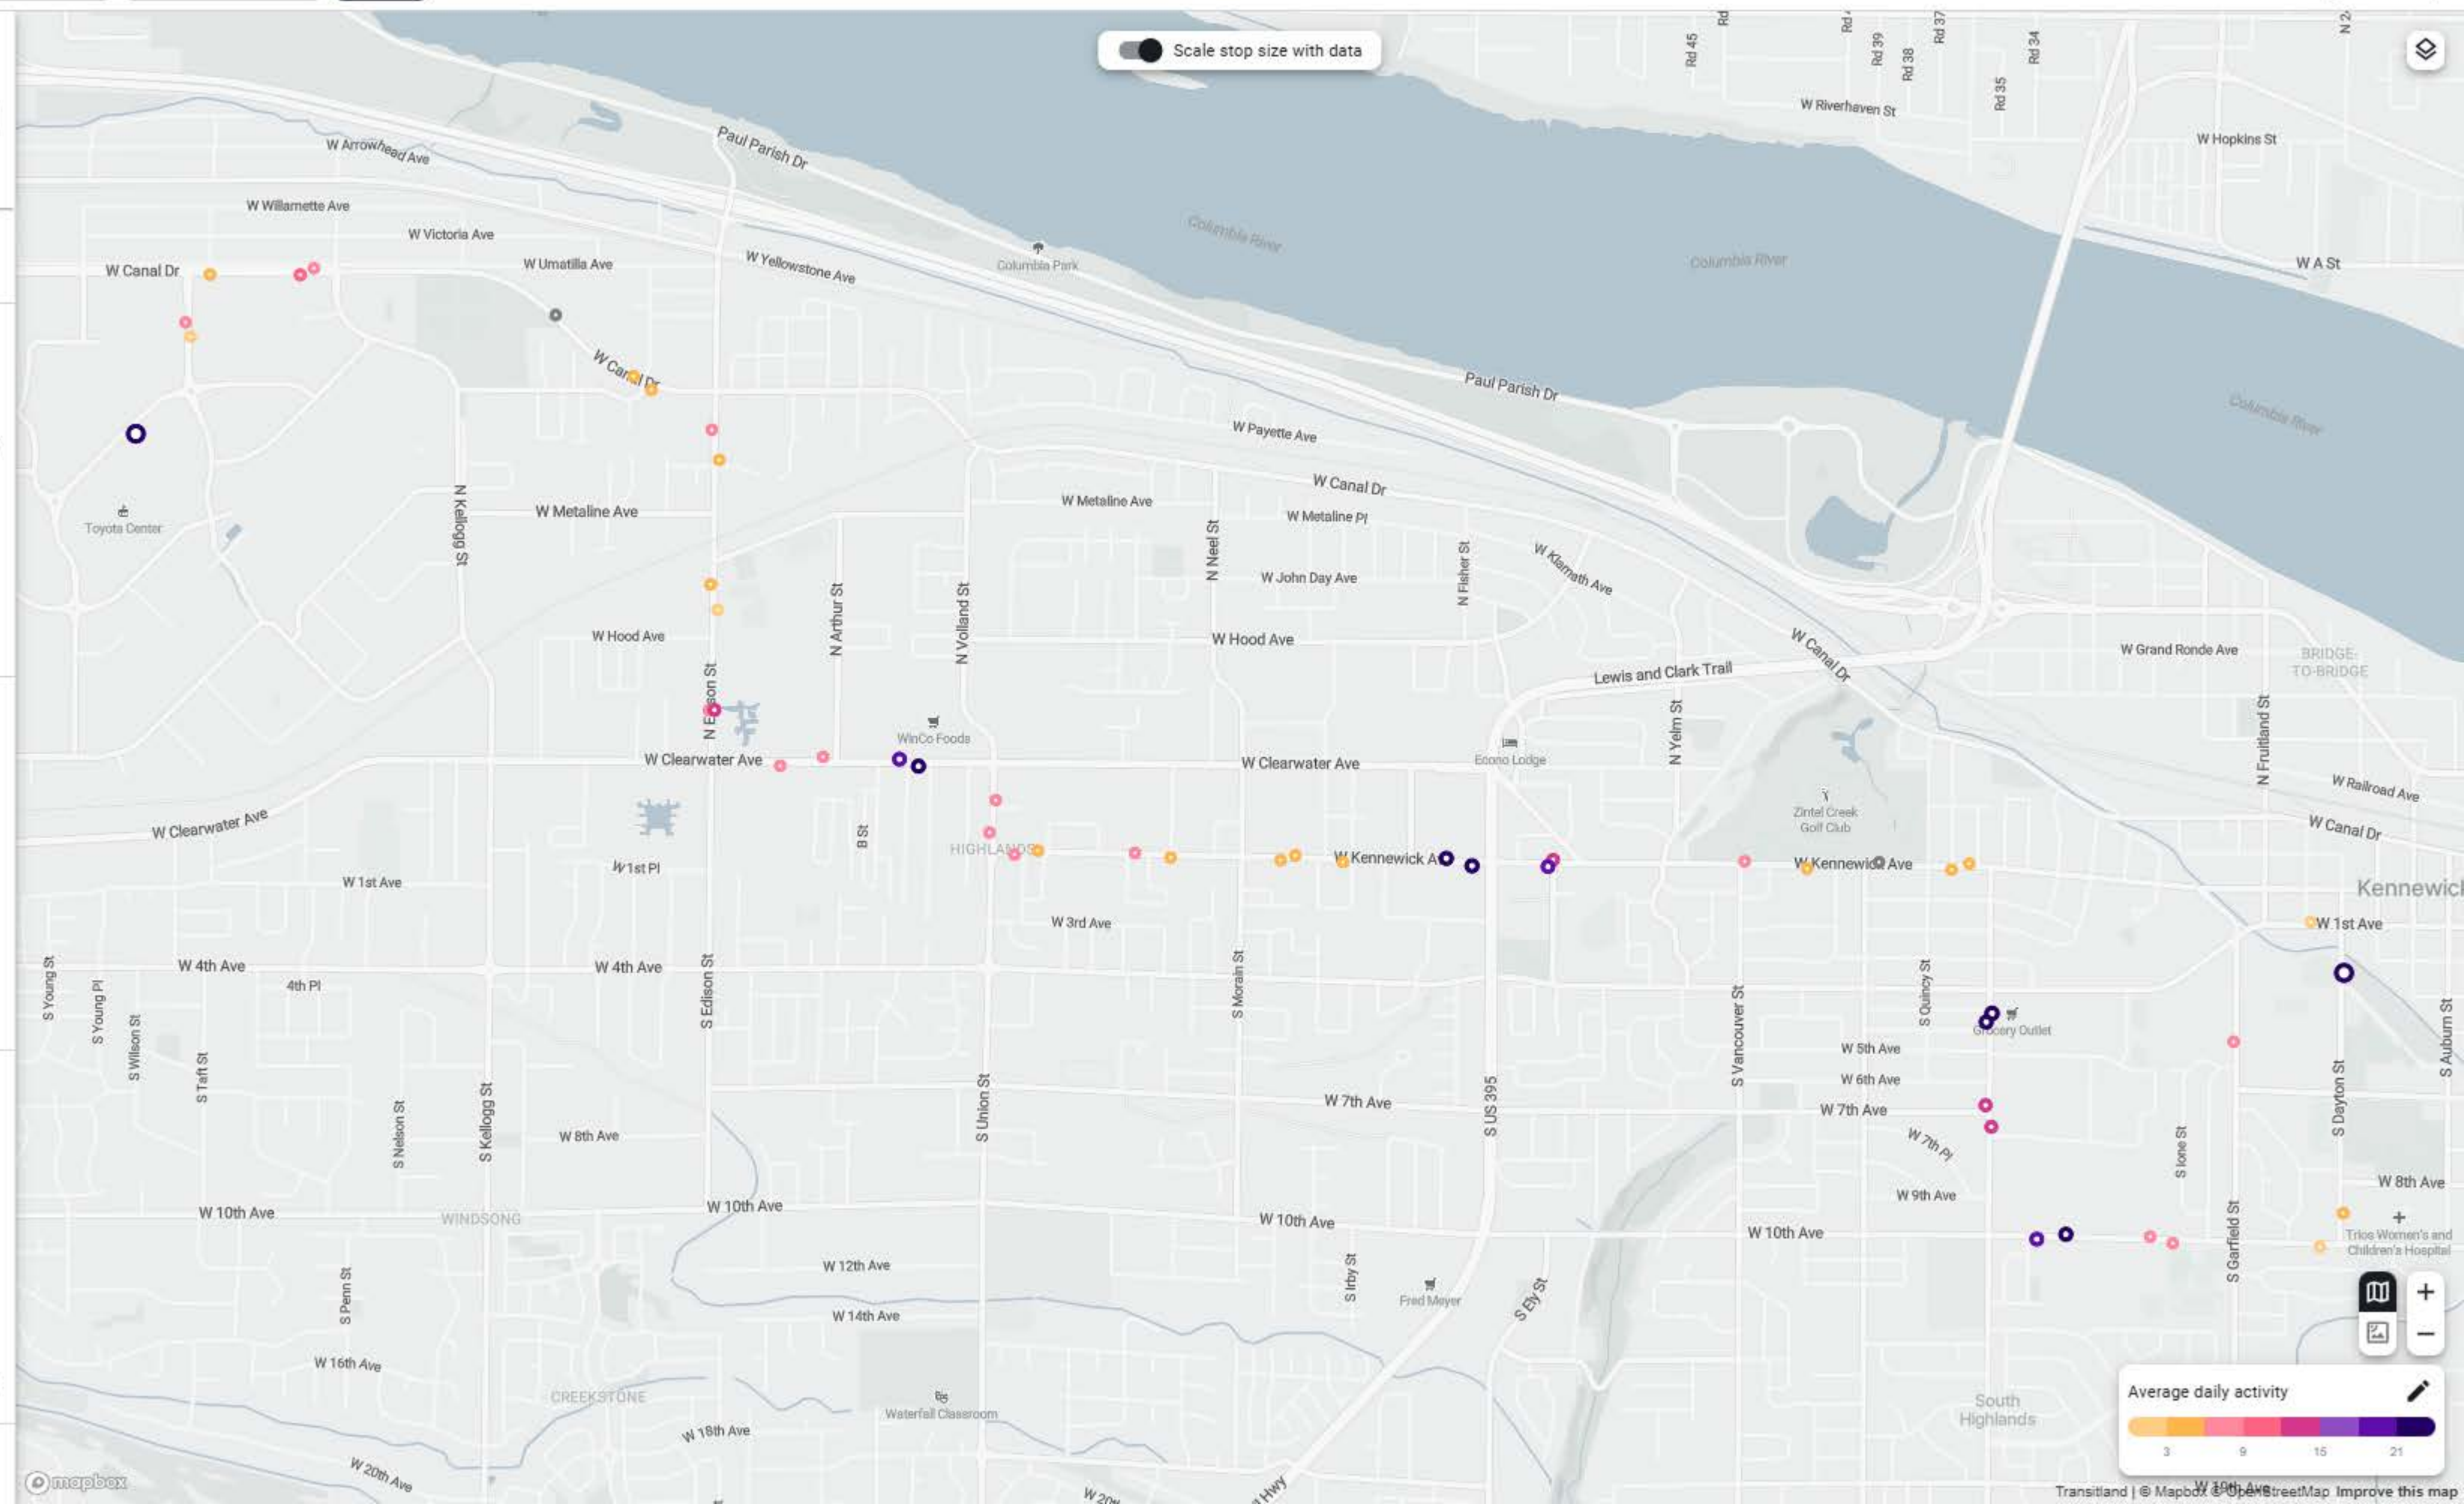 Scale stop size with data
Rd
Rd 45
Rd 39
Rd 38
Rd 37
Rd 35
Rd 34
W Riverhaven St
W Hopkins St
W A St
W Arrowhead Ave
Paul Parish Dr
W Willamette Ave
W Victoria Ave
W Canal Dr
W Umatilla Ave
W Yellowstone Ave
Columbia Park
Columbia River
Columbia River
Columbia River
W Canal Dr
Paul Parish Dr
W Payette Ave
W Canal Dr
Toyota Center
N Kellogg St
W Metaline Ave
W Metaline Ave
W Metaline Pl
N Neel St
N Fisher St
W John Day Ave
W Klamath Ave
N Arthur St
N Volland St
W Hood Ave
W Hood Ave
Lewis and Clark Trail
W Canal Dr
W Grand Ronde Ave
BRIDGE-
TO-BRIDGE
N Edison St
WinCo Foods
N Yelm St
N Fruitland St
W Clearwater Ave
W Clearwater Ave
W Clearwater Ave
Econo Lodge
Zintel Creek
Golf Club
W Railroad Ave
W Canal Dr
B St
HIGHLANDS
W 1st Pl
W 1st Ave
W Kennewick A
W Kennewick Ave
Kennewick
W 1st Ave
W 3rd Ave
W 4th Ave
W 4th Ave
4th Pl
S Young St
S Young Pl
S Wilson St
S Taft St
S Nelson St
S Kellogg St
S Edison St
S Union St
S Morain St
S US 395
S Vancouver St
S Quincy St
Grocery Outlet
W 5th Ave
W 6th Ave
W 7th Ave
W 7th Ave
W 7th Pl
S Ione St
S Garfield St
S Dayton St
S Auburn St
W 8th Ave
W 8th Ave
W 9th Ave
W 10th Ave
WINDSONG
W 10th Ave
W 10th Ave
W 10th Ave
Trios Women's and
Children's Hospital
W 12th Ave
W 14th Ave
S Penn St
S Irby St
Fred Meyer
S Ely St
W 16th Ave
CREEKSTONE
Waterfall Classroom
W 18th Ave
W 20th Ave
Hwy
South
Highlands
Average daily activity
3 9 15 21
W 19th Ave
mapbox
Transitland | © Mapbox © OpenStreetMap Improve this map